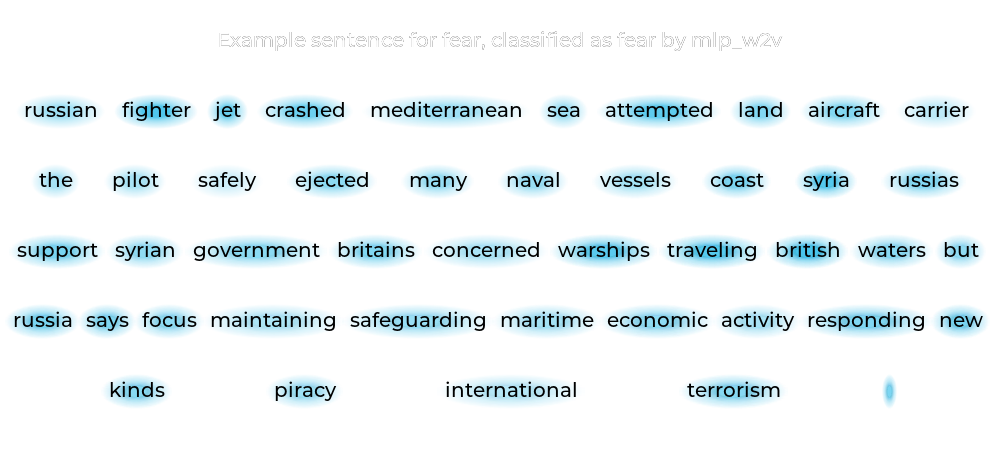 Example sentence for fear, classified as fear by mlp_w2v
russian fighter jet crashed mediterranean sea attempted land aircraft carrier
the pilot safely ejected many naval vessels coast syria russias
support syrian government britains concerned warships traveling british waters but
russia says focus maintaining safeguarding maritime economic activity responding new
kinds piracy international terrorism